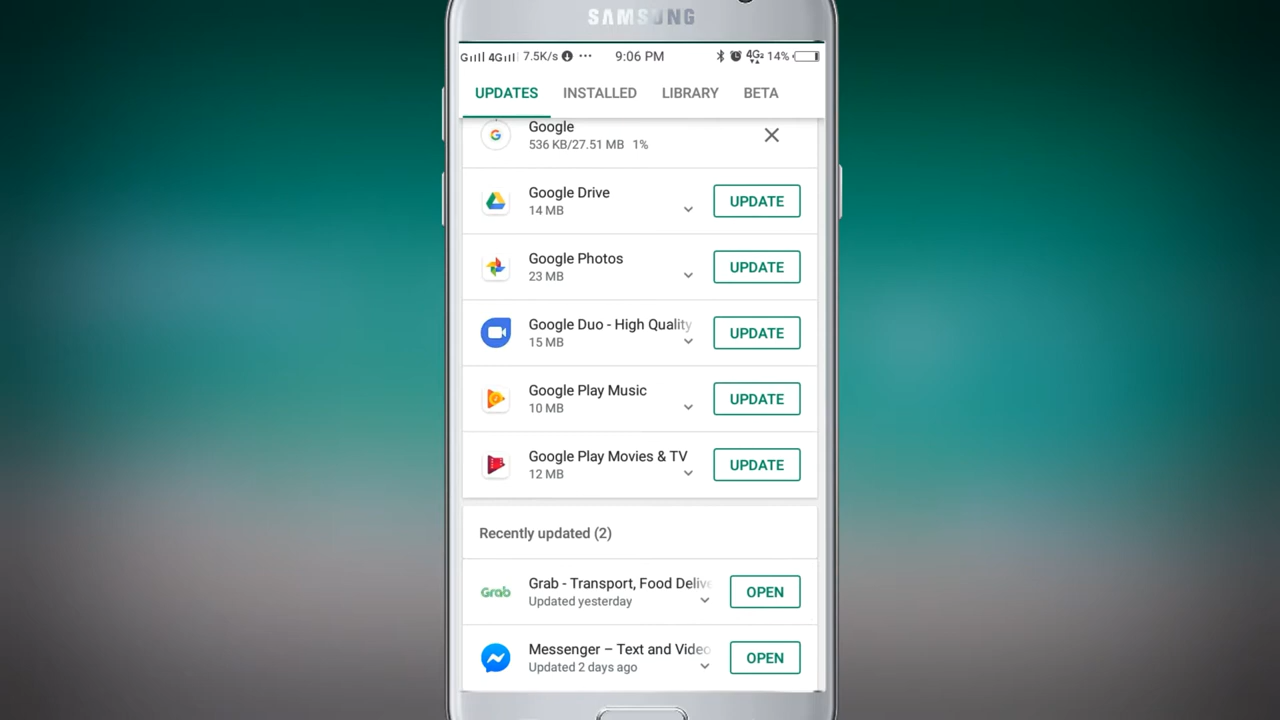 SAMSUNG
G 4G 7.5K/s ... 9:06 PM 4G 14%
UPDATES INSTALLED LIBRARY BETA
Google
536 KB/27.51 MB 1%
Google Drive
14 MB
UPDATE
Google Photos
23 MB
UPDATE
Google Duo - High Quality
15 MB
UPDATE
Google Play Music
10 MB
UPDATE
Google Play Movies & TV
12 MB
UPDATE
Recently updated (2)
Grab
Grab - Transport, Food Delive
Updated yesterday
OPEN
Messenger – Text and Video
Updated 2 days ago
OPEN